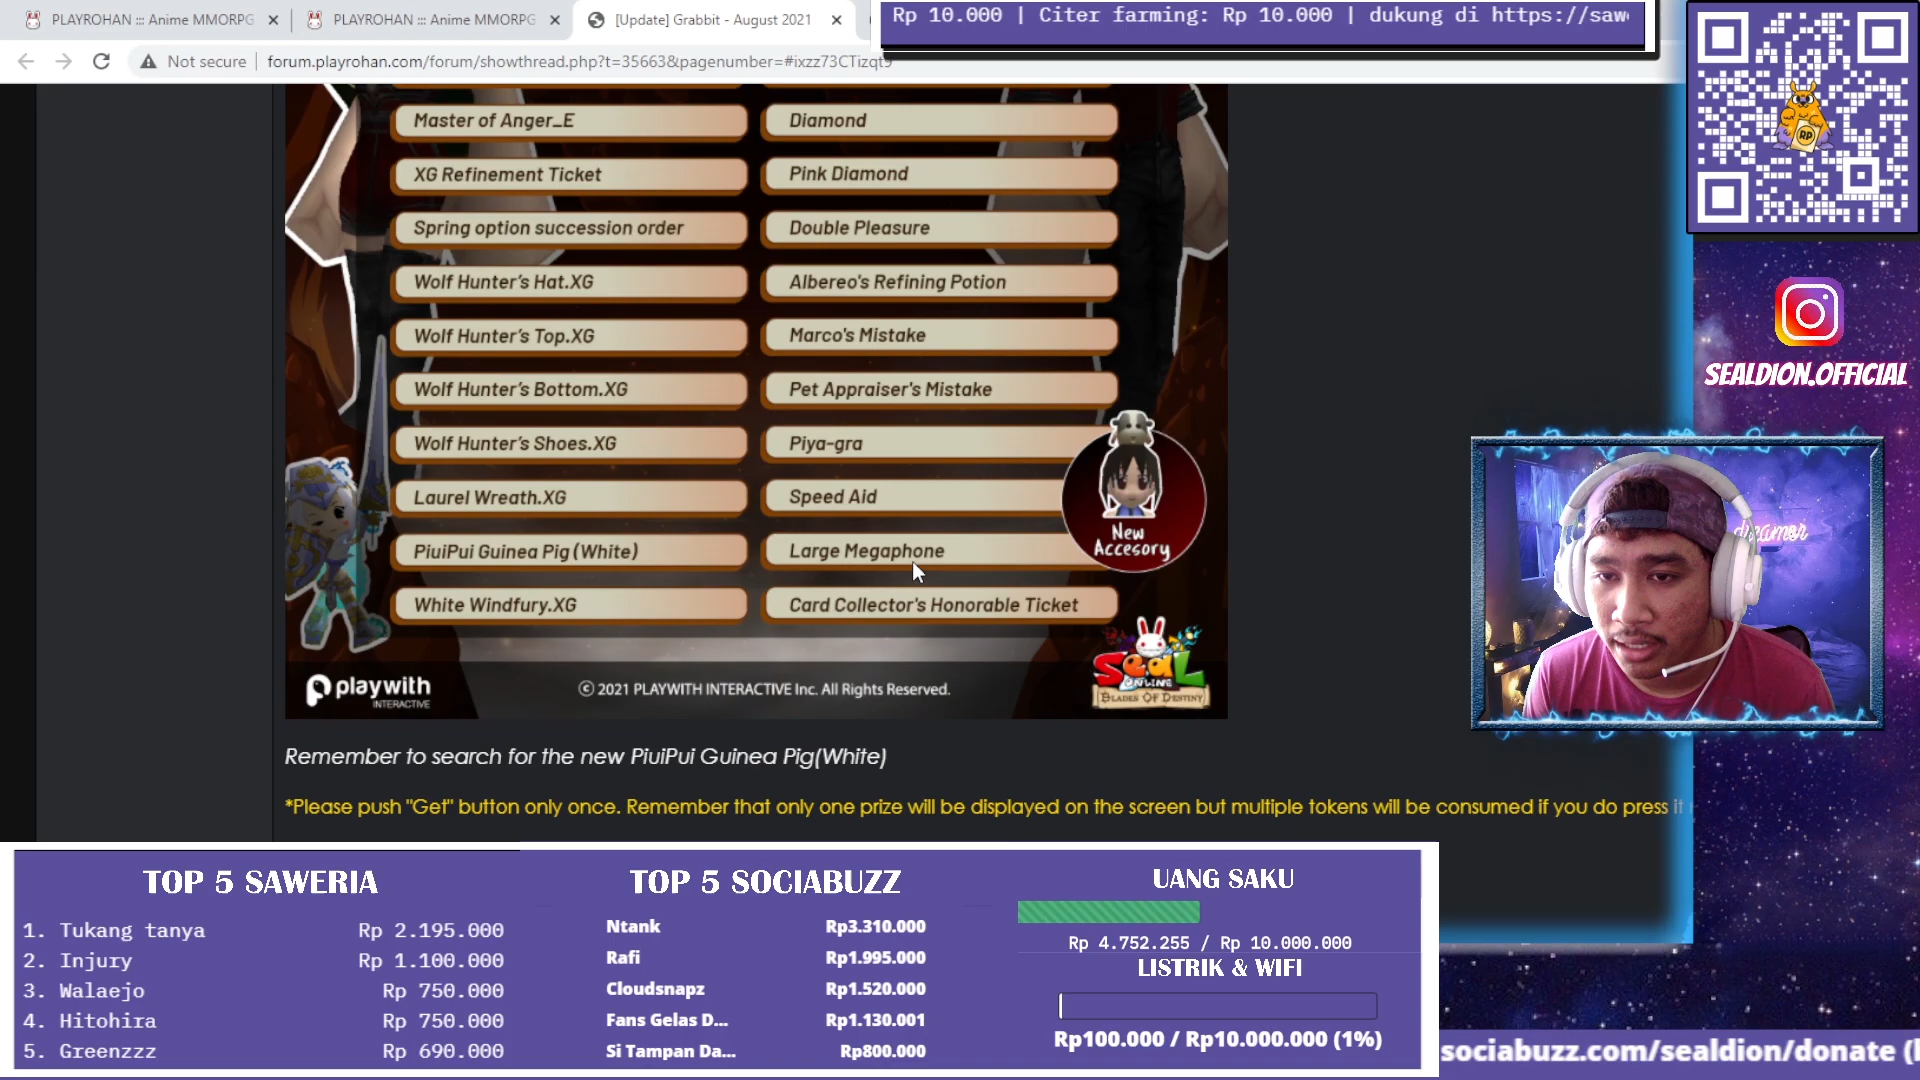 PLAYROHAN ::: Anime MMORPG
PLAYROHAN ::: Anime MMORPG
[Update] Grabbit - August 2021
Rp 10.000 | Citer farming: Rp 10.000 | dukung di https://saw
Not secure
forum.playrohan.com/forum/showthread.php?t=35663&pagenumber=#ixzz73CTizqt9
Master of Anger_E
Diamond
XG Refinement Ticket
Pink Diamond
Spring option succession order
Double Pleasure
Wolf Hunter's Hat.XG
Albereo's Refining Potion
Wolf Hunter's Top.XG
Marco's Mistake
Wolf Hunter's Bottom.XG
Pet Appraiser's Mistake
Wolf Hunter's Shoes.XG
Piya-gra
Laurel Wreath.XG
Speed Aid
PiuiPui Guinea Pig (White)
Large Megaphone
White Windfury.XG
Card Collector's Honorable Ticket
New
Accesory
playwith
INTERACTIVE
© 2021 PLAYWITH INTERACTIVE Inc. All Rights Reserved.
SeaL
ONLINE
BLADES OF DESTINY
Remember to search for the new PiuiPui Guinea Pig(White)
*Please push "Get" button only once. Remember that only one prize will be displayed on the screen but multiple tokens will be consumed if you do press it
RP
SEALDION.OFFICIAL
dreamer
TOP 5 SAWERIA
1. Tukang tanya Rp 2.195.000
2. Injury Rp 1.100.000
3. Walaejo Rp 750.000
4. Hitohira Rp 750.000
5. Greenzzz Rp 690.000
TOP 5 SOCIABUZZ
Ntank Rp3.310.000
Rafi Rp1.995.000
Cloudsnapz Rp1.520.000
Fans Gelas D... Rp1.130.001
Si Tampan Da... Rp800.000
UANG SAKU
Rp 4.752.255 / Rp 10.000.000
LISTRIK & WIFI
Rp100.000 / Rp10.000.000 (1%)
sociabuzz.com/sealdion/donate (